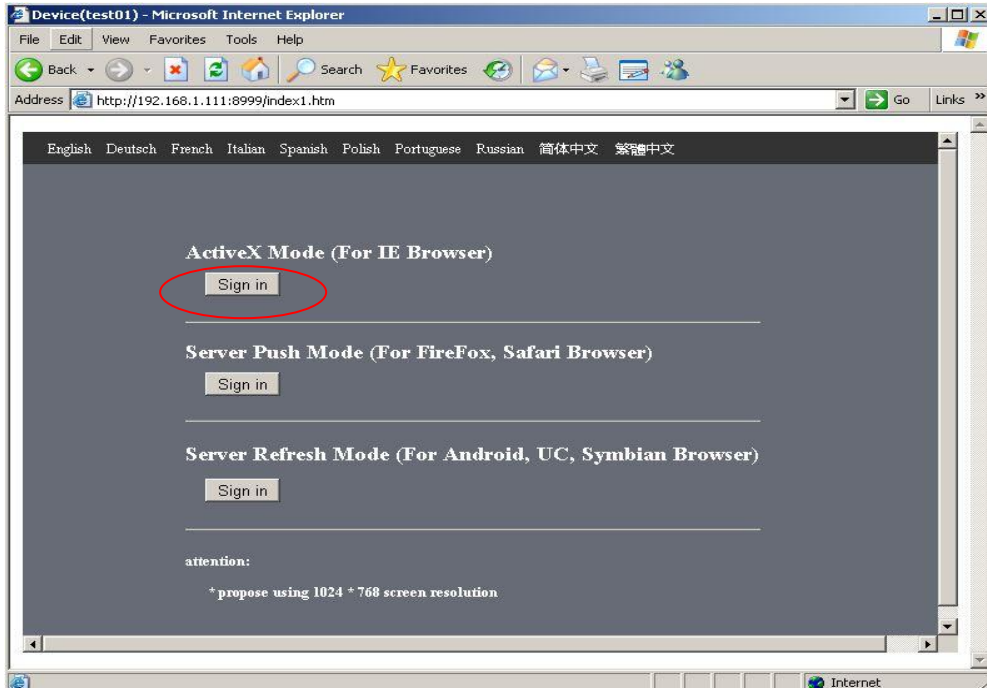 Device(test01) - Microsoft Internet Explorer
File Edit View Favorites Tools Help
Back Search Favorites
Address http://192.168.1.111:8999/index1.htm Go Links »
English Deutsch French Italian Spanish Polish Portuguese Russian 简体中文 繁體中文
ActiveX Mode (For IE Browser)
Sign in
Server Push Mode (For FireFox, Safari Browser)
Sign in
Server Refresh Mode (For Android, UC, Symbian Browser)
Sign in
attention:
* propose using 1024 * 768 screen resolution
Internet